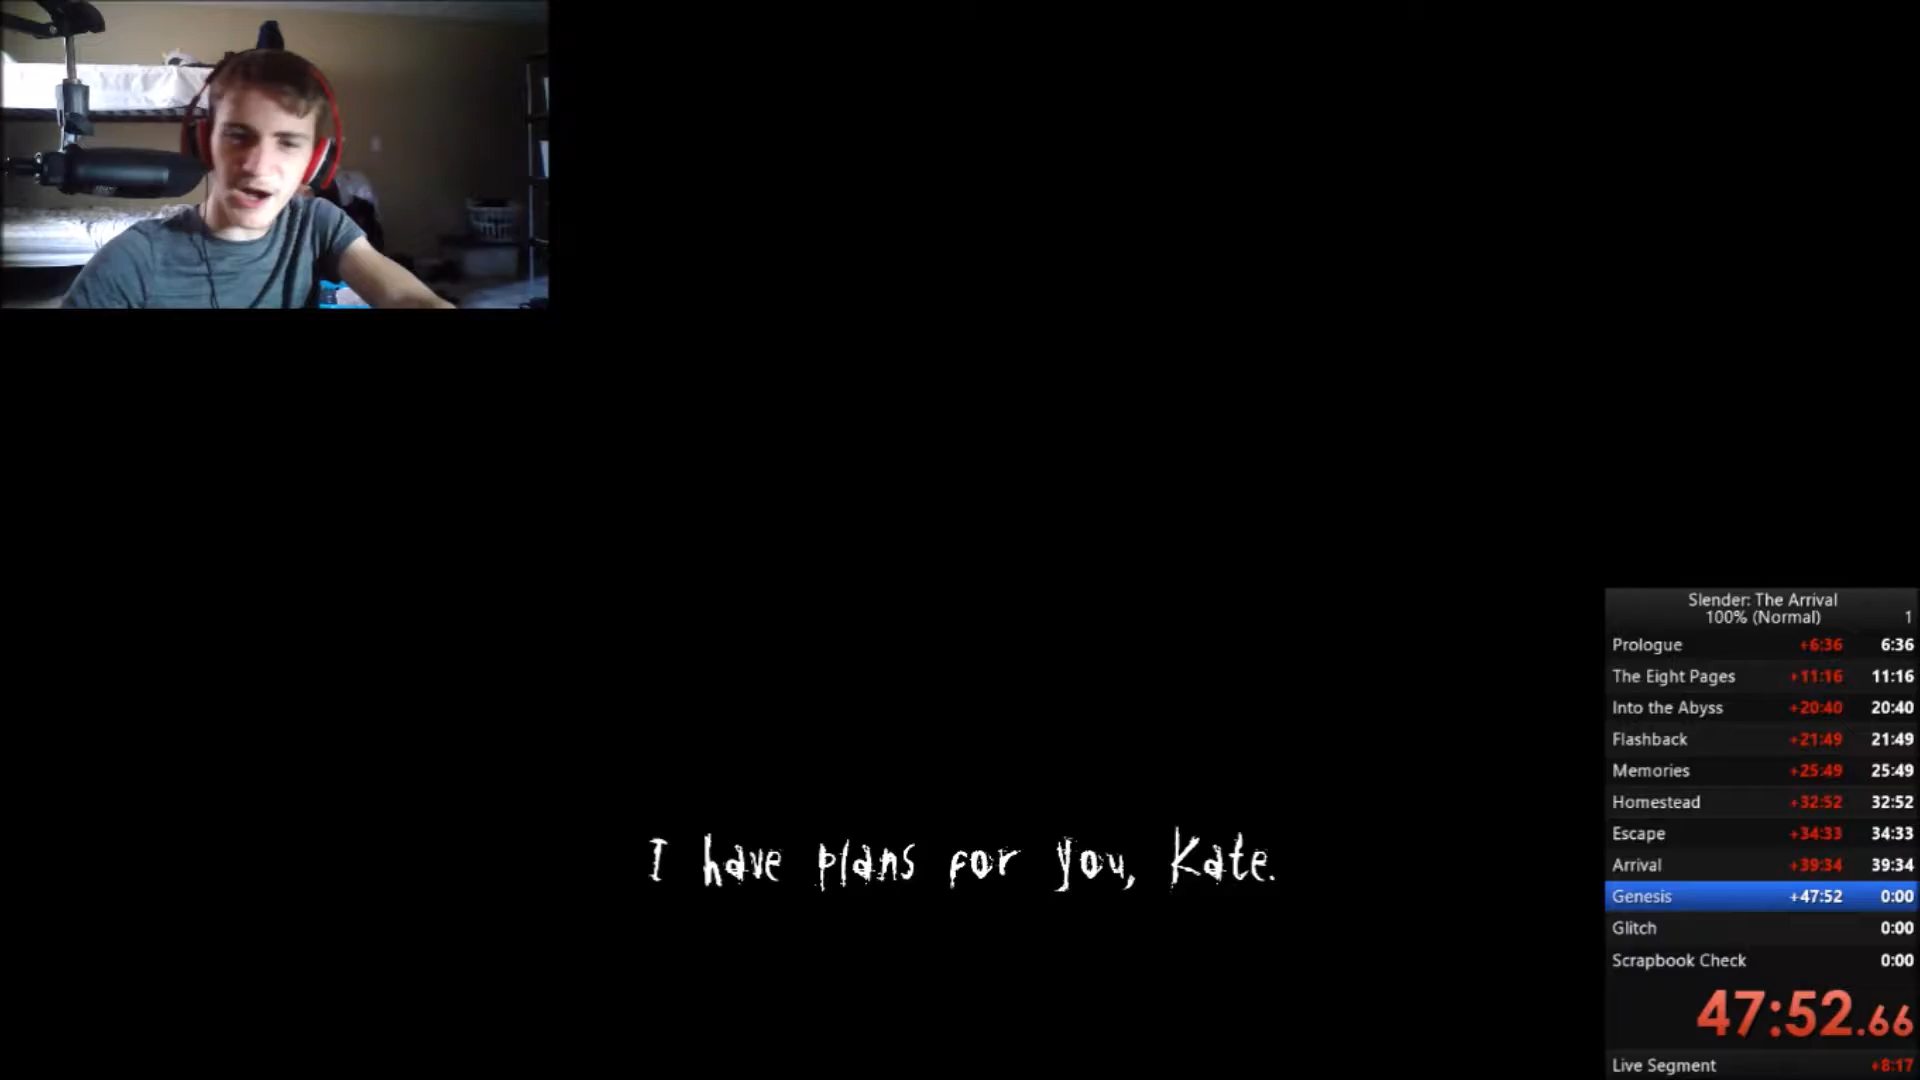 I have plans for you, Kate.
Slender: The Arrival
100% (Normal) 1
Prologue +6:36 6:36
The Eight Pages +11:16 11:16
Into the Abyss +20:40 20:40
Flashback +21:49 21:49
Memories +25:49 25:49
Homestead +32:52 32:52
Escape +34:33 34:33
Arrival +39:34 39:34
Genesis +47:52 0:00
Glitch 0:00
Scrapbook Check 0:00
47:52.66
Live Segment +8:17